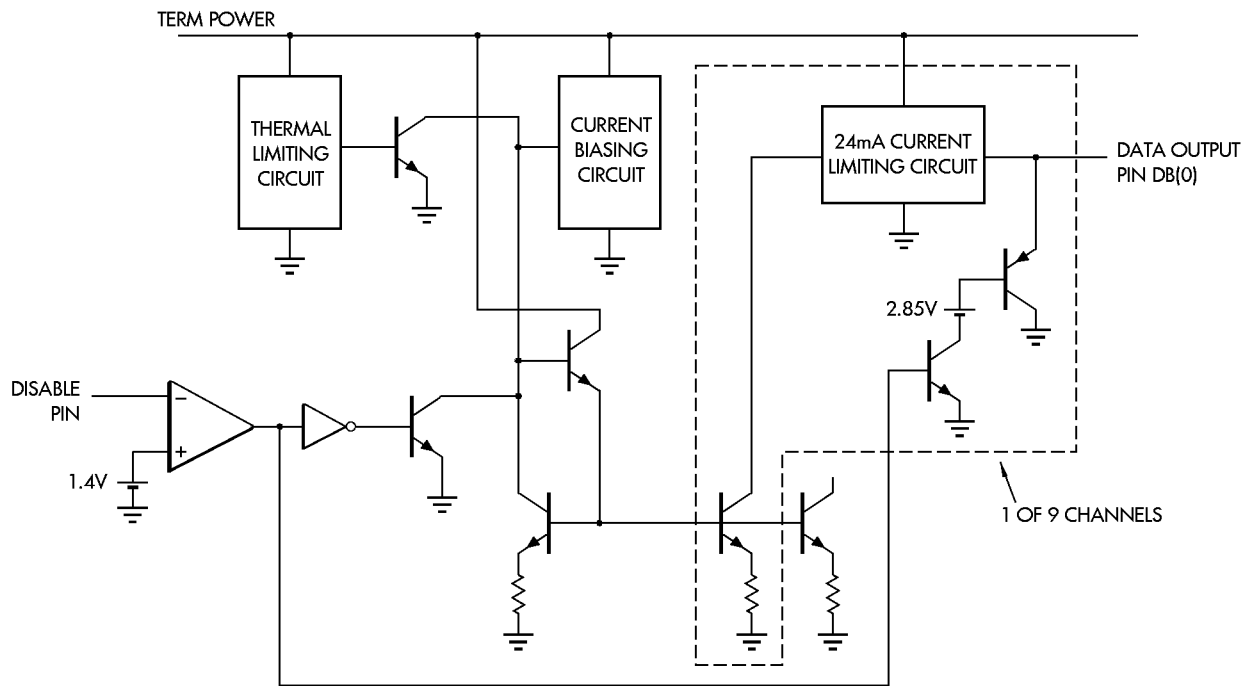 TERM POWER
THERMAL
LIMITING
CIRCUIT
CURRENT
BIASING
CIRCUIT
24mA CURRENT
LIMITING CIRCUIT
DATA OUTPUT
PIN DB(0)
2.85V
DISABLE
PIN
−
+
1.4V
1 OF 9 CHANNELS